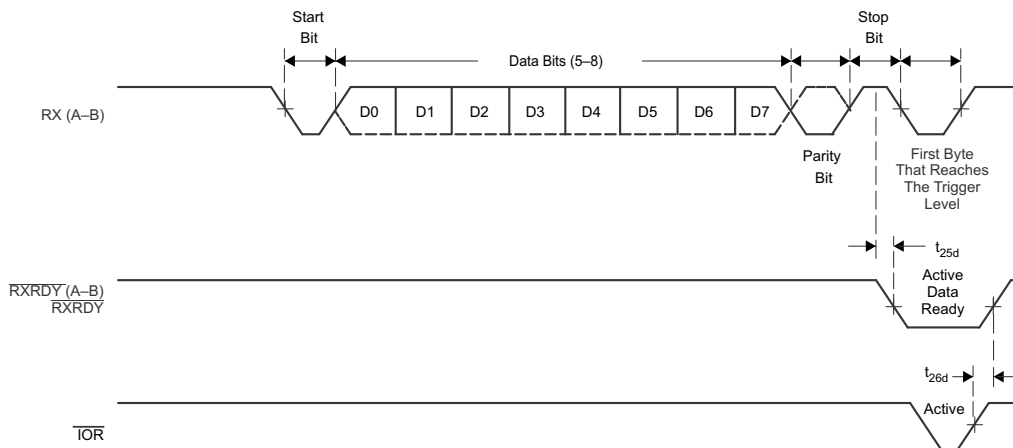 Start
Bit
Stop
Bit
Data Bits (5–8)
RX (A–B)
D0
D1
D2
D3
D4
D5
D6
D7
Parity
Bit
First Byte
That Reaches
The Trigger
Level
t25d
RXRDY (A–B)
RXRDY
Active
Data
Ready
t26d
IOR
Active